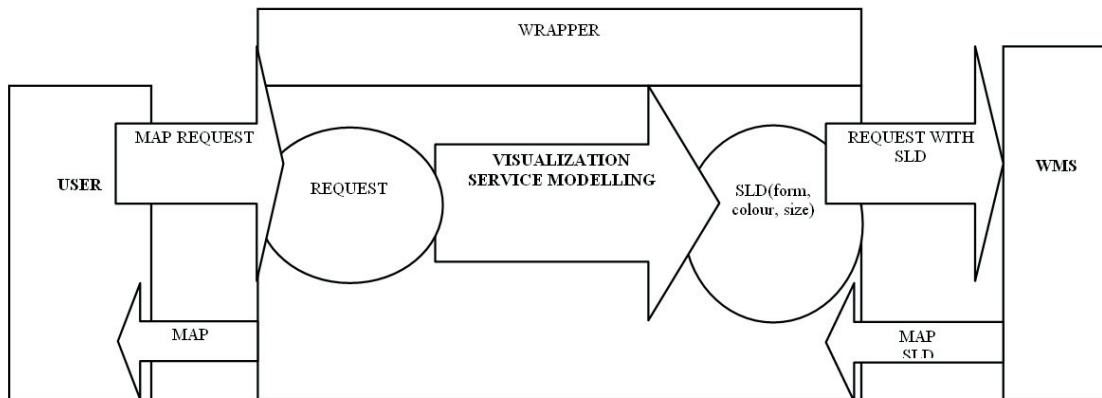 WRAPPER
MAP REQUEST
REQUEST WITH
SLD
VISUALIZATION
SERVICE MODELLING
USER
REQUEST
SLD(form,
colour, size)
WMS
MAP
MAP
SLD